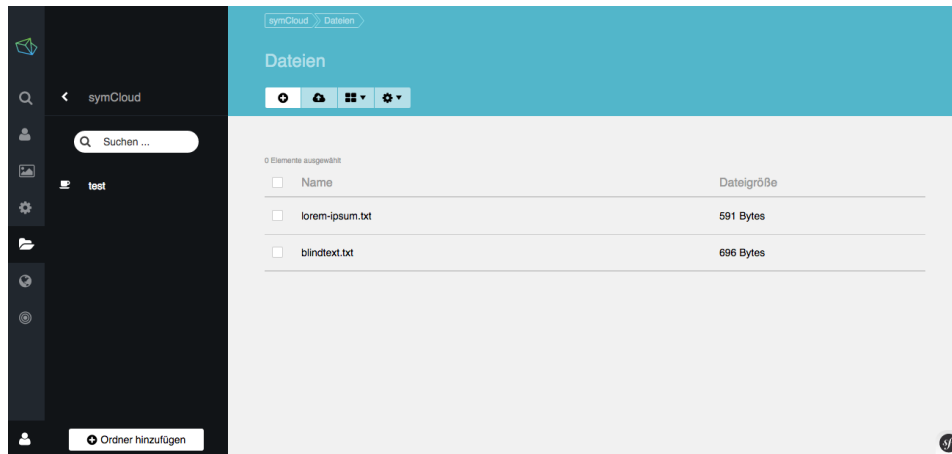 symCloud Dateien
Dateien
symCloud
Suchen ...
test
Ordner hinzufügen
0 Elemente ausgewählt
Name Dateigröße
lorem-ipsum.txt 591 Bytes
blindtext.txt 696 Bytes
sf